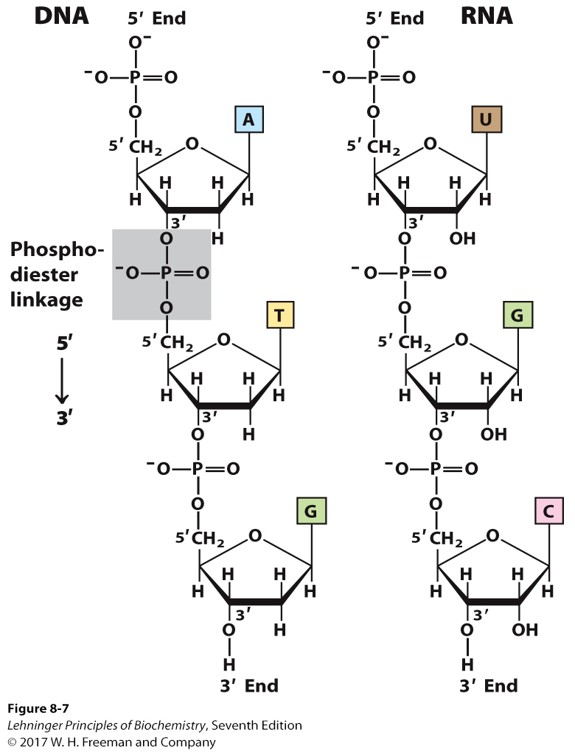 DNA
5′ End
O⁻
⁻O—P=O
O
A
5′ CH₂
O
H
H
H
H
3′
H
Phospho-
diester
linkage
O
⁻O—P=O
O
T
5′
3′
5′ CH₂
O
H
H
H
H
3′
H
O
⁻O—P=O
O
G
5′ CH₂
O
H
H
H
H
3′
O
H
H
3′ End
5′ End
RNA
O⁻
⁻O—P=O
O
U
5′ CH₂
O
H
H
H
H
3′
O
OH
⁻O—P=O
O
G
5′ CH₂
O
H
H
H
H
3′
O
OH
⁻O—P=O
O
C
5′ CH₂
O
H
H
H
H
3′
O
OH
H
3′ End
Figure 8-7
Lehninger Principles of Biochemistry, Seventh Edition
© 2017 W. H. Freeman and Company